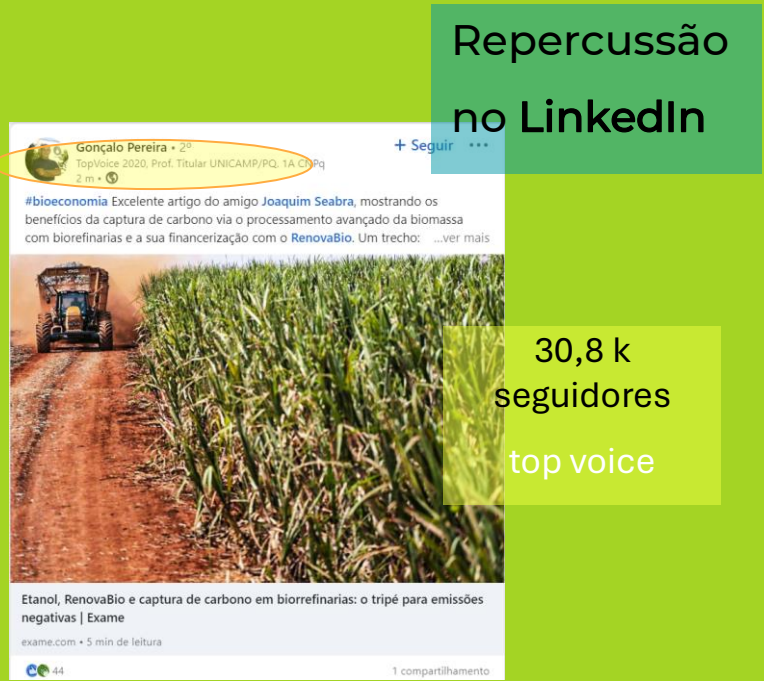 Repercussão
no LinkedIn
Gonçalo Pereira • 2º
+ Seguir ...
TopVoice 2020, Prof. Titular UNICAMP/PQ. 1A CNPq
2 m •
#bioeconomia Excelente artigo do amigo Joaquim Seabra, mostrando os
benefícios da captura de carbono via o processamento avançado da biomassa
com biorefinarias e a sua financerização com o RenovaBio. Um trecho: ...ver mais
30,8 k
seguidores
top voice
Etanol, RenovaBio e captura de carbono em biorrefinarias: o tripé para emissões
negativas | Exame
exame.com • 5 min de leitura
44
1 compartilhamento